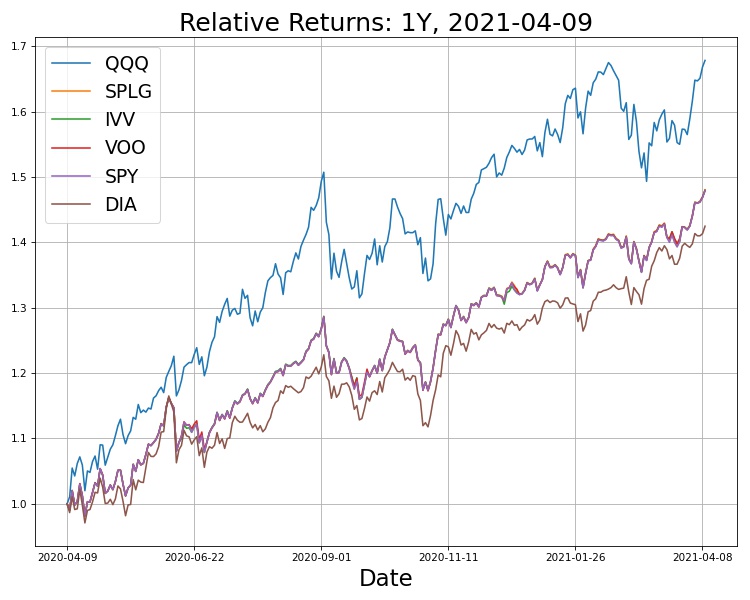 Relative Returns: 1Y, 2021-04-09
QQQ
SPLG
IVV
VOO
SPY
DIA
1.7
1.6
1.5
1.4
1.3
1.2
1.1
1.0
2020-04-09 2020-06-22 2020-09-01 2020-11-11 2021-01-26 2021-04-08
Date